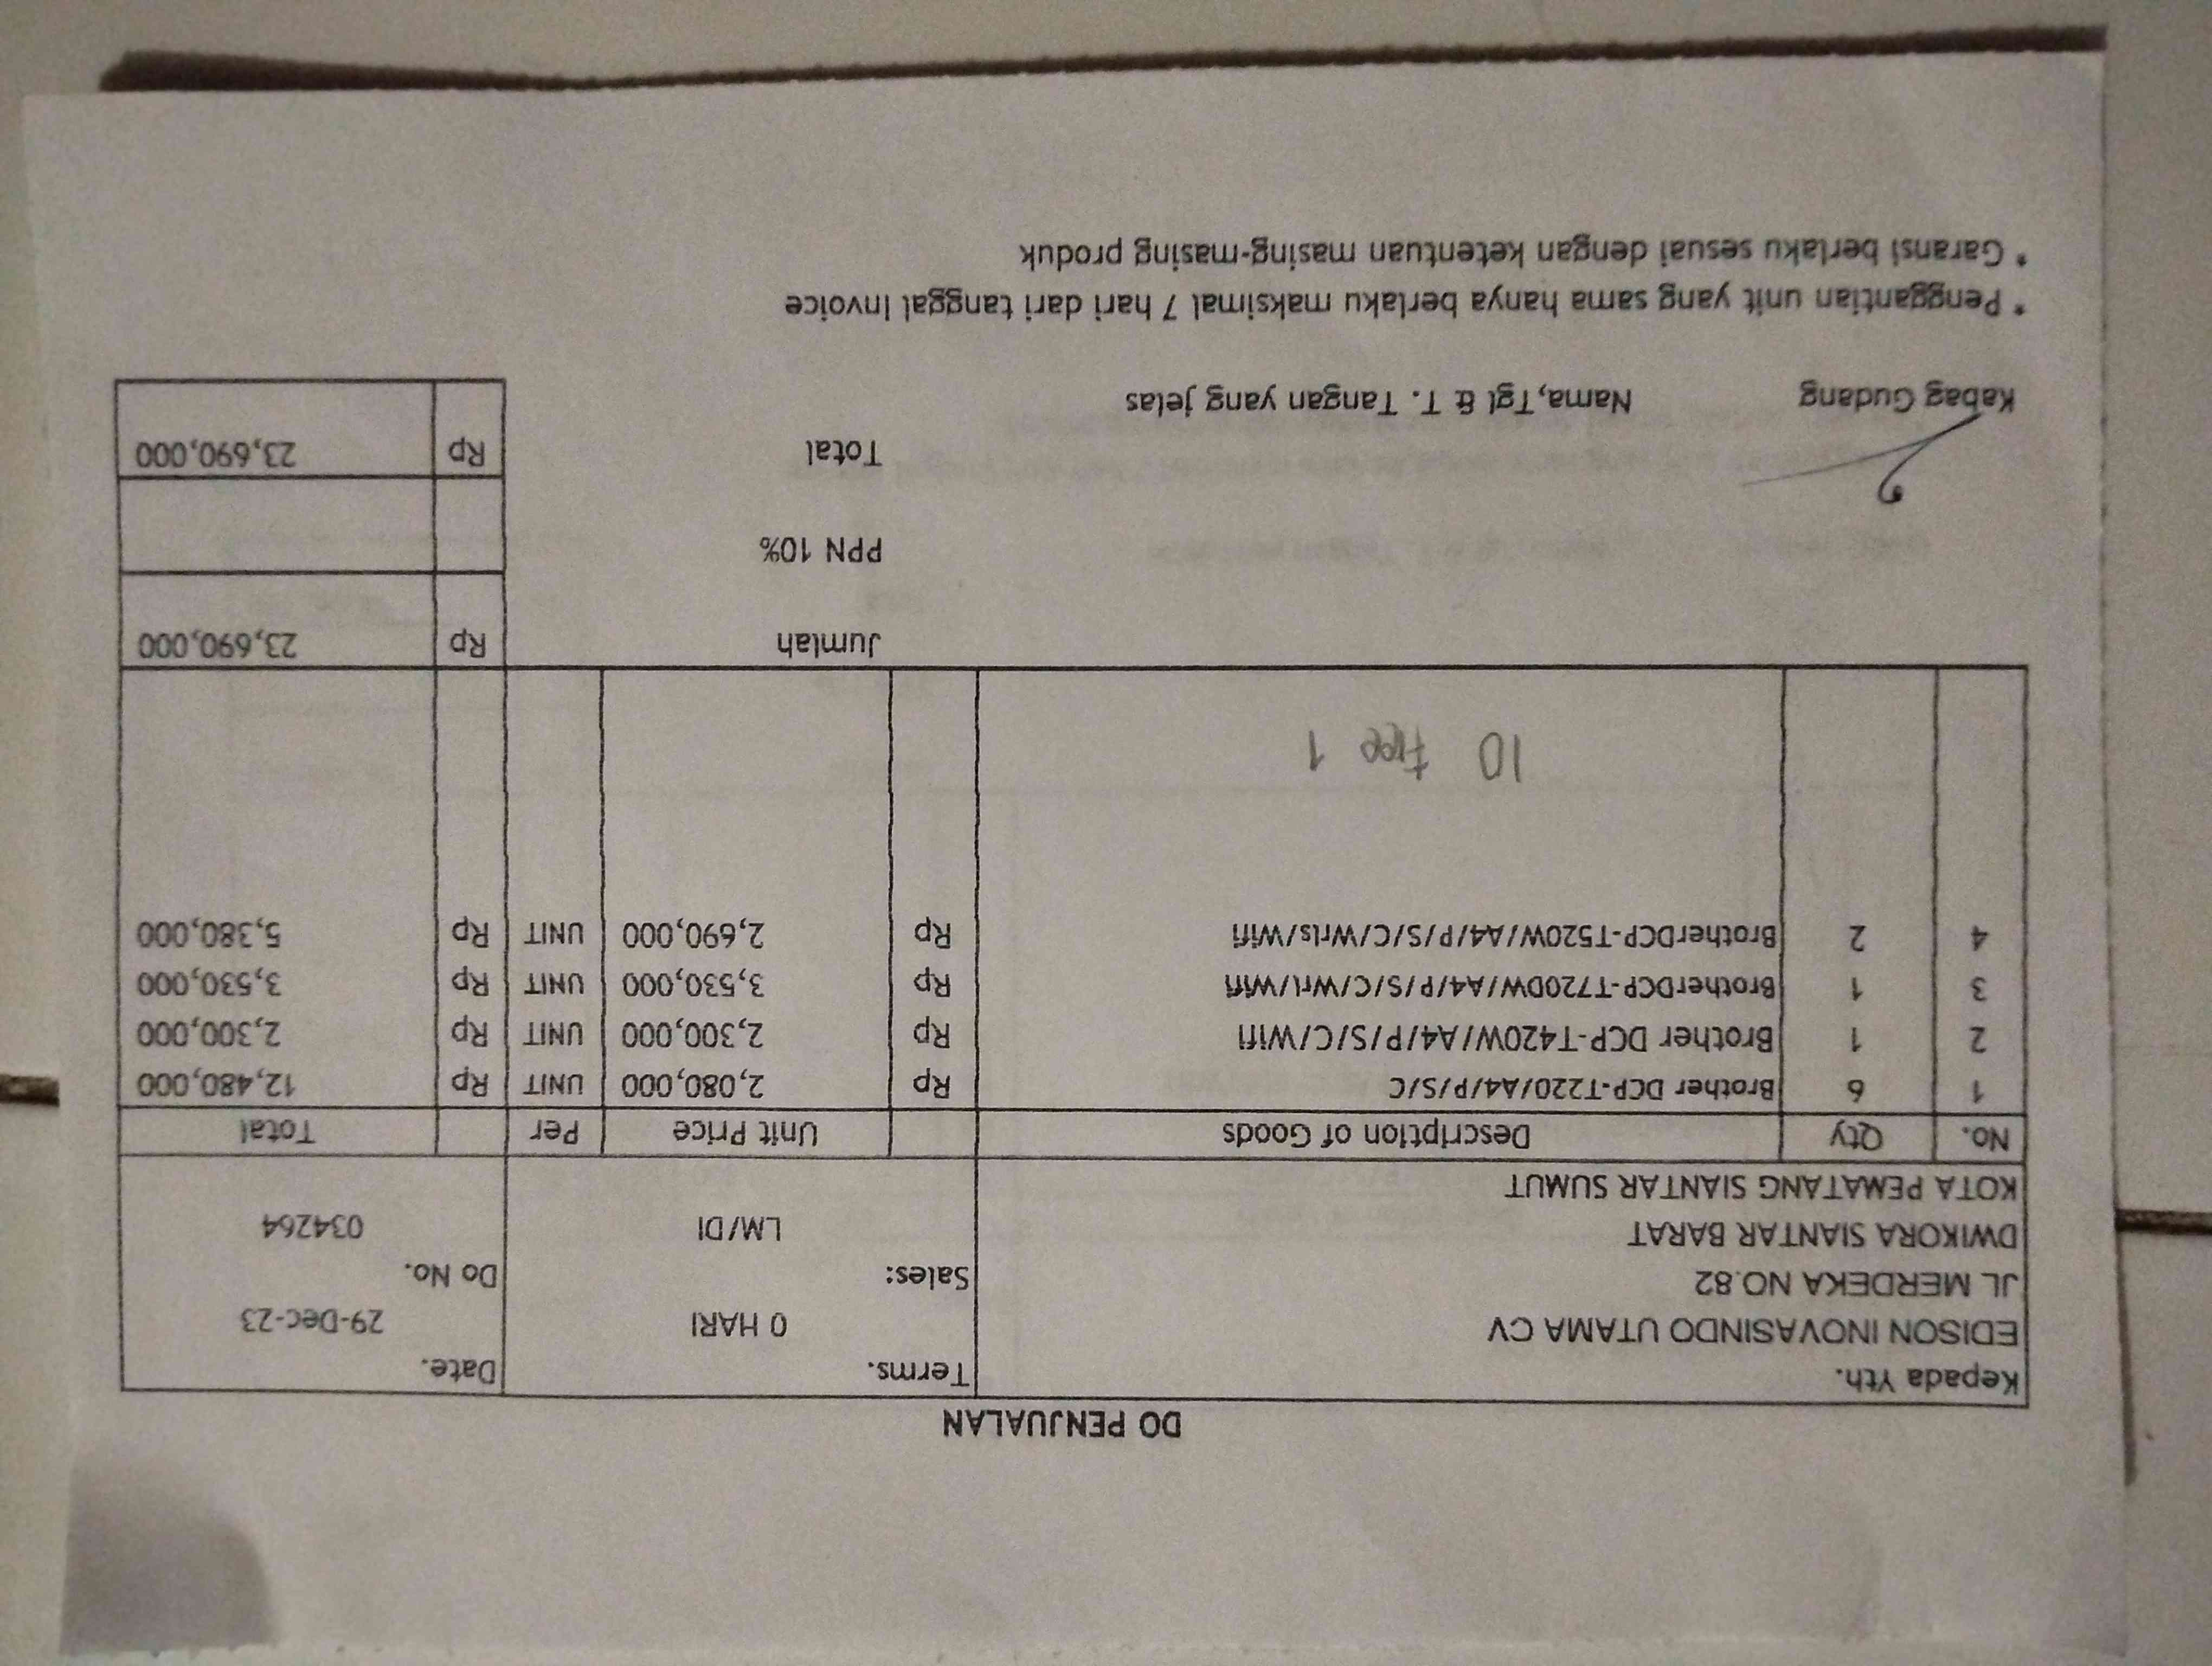 DO PENJUALAN
Kepada Yth.
EDISON INOVASINDO UTAMA CV
JL MERDEKA NO.82
DWIKORA SIANTAR BARAT
KOTA PEMATANG SIANTAR SUMUT
Terms.
0 HARI
Sales:
LM/DI
Date.
29-Dec-23
Do No.
034264
No. Qty Description of Goods Unit Price Per Total
1 6 Brother DCP-T220/A4/P/S/C Rp 2,080,000 UNIT Rp 12,480,000
2 1 Brother DCP-T420W/A4/P/S/C/Wifi Rp 2,300,000 UNIT Rp 2,300,000
3 1 BrotherDCP-T720DW/A4/P/S/C/Wrl/Wifi Rp 3,530,000 UNIT Rp 3,530,000
4 2 BrotherDCP-T520W/A4/P/S/C/Wrls/Wifi Rp 2,690,000 UNIT Rp 5,380,000
10 free 1
Jumlah Rp 23,690,000
PPN 10%
Total Rp 23,690,000
Kabag Gudang Nama,Tgl & T. Tangan yang jelas
* Penggantian unit yang sama hanya berlaku maksimal 7 hari dari tanggal Invoice
* Garansi berlaku sesuai dengan ketentuan masing-masing produk